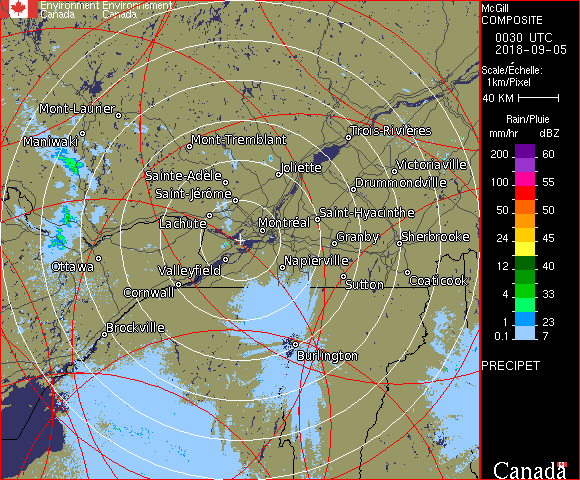 Environment Environnement
Canada Canada
McGill
COMPOSITE
0030 UTC
2018-09-05
Scale/Échelle:
1km/Pixel
40 KM
Rain/Pluie
mm/hr dBZ
200 60
150 55
100 55
50 50
24 45
12 40
4 33
1 23
0.1 7
PRECIPET
Canada
Mont-Laurier
Maniwaki
Mont-Tremblant
Trois-Rivières
Victoriaville
Joliette
Sainte-Adèle
Drummondville
Saint-Jérôme
Saint-Hyacinthe
Lachute
Montréal
Granby
Sherbrooke
Ottawa
Valleyfield
Napierville
Coaticook
Sutton
Cornwall
Brockville
Burlington